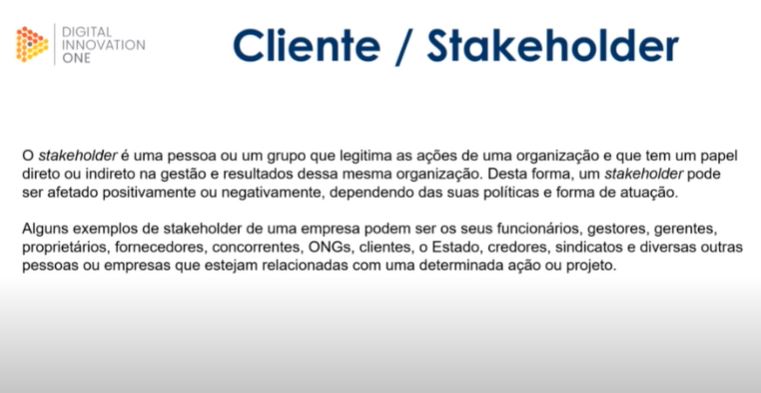 DIGITAL
INNOVATION
ONE
Cliente / Stakeholder
O stakeholder é uma pessoa ou um grupo que legitima as ações de uma organização e que tem um papel
direto ou indireto na gestão e resultados dessa mesma organização. Desta forma, um stakeholder pode
ser afetado positivamente ou negativamente, dependendo das suas políticas e forma de atuação.
Alguns exemplos de stakeholder de uma empresa podem ser os seus funcionários, gestores, gerentes,
proprietários, fornecedores, concorrentes, ONGs, clientes, o Estado, credores, sindicatos e diversas outras
pessoas ou empresas que estejam relacionadas com uma determinada ação ou projeto.